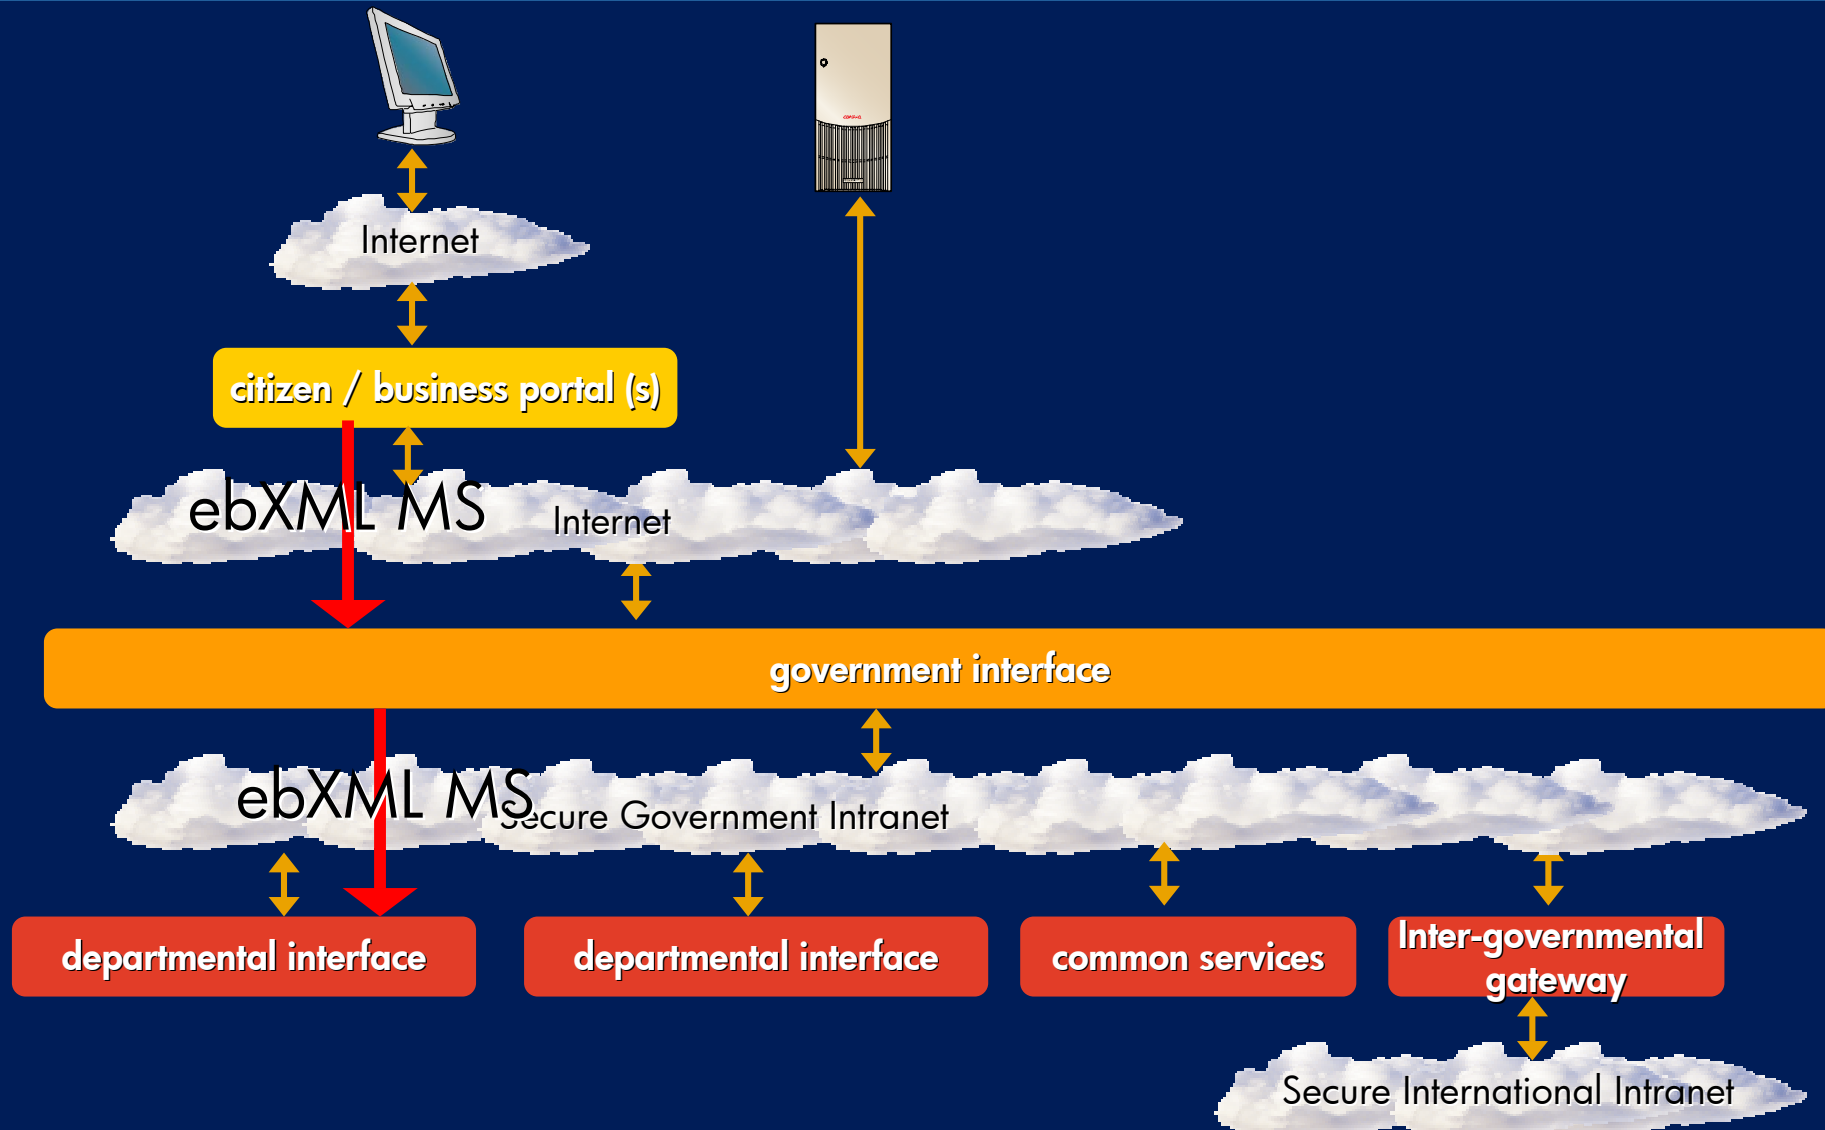 Internet
citizen / business portal (s)
ebXML MS
Internet
government interface
ebXML MS
Secure Government Intranet
departmental interface
departmental interface
common services
Inter-governmental
gateway
Secure International Intranet